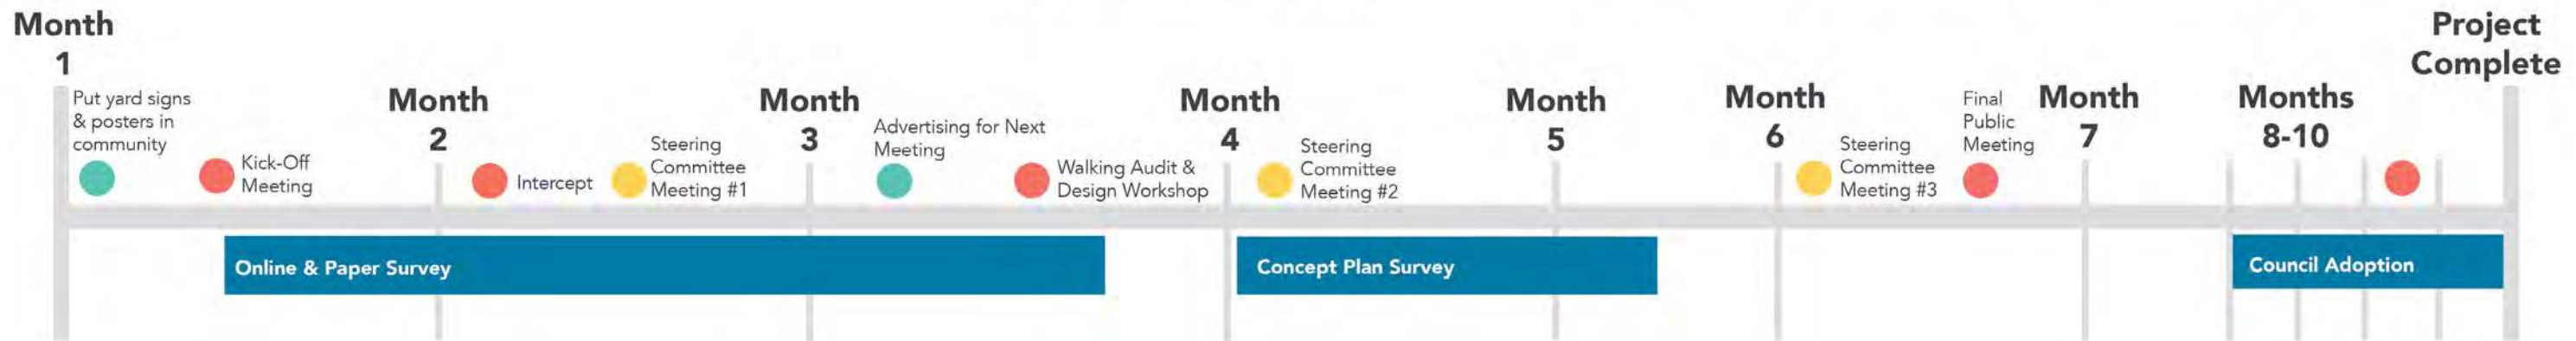 Month
1
Put yard signs
& posters in
community
Kick-Off
Meeting
Month
2
Intercept
Steering
Committee
Meeting #1
Month
3
Advertising for Next
Meeting
Walking Audit &
Design Workshop
Month
4
Steering
Committee
Meeting #2
Month
5
Month
6
Steering
Committee
Meeting #3
Final
Public
Meeting
Month
7
Months
8-10
Project
Complete
Online & Paper Survey
Concept Plan Survey
Council Adoption